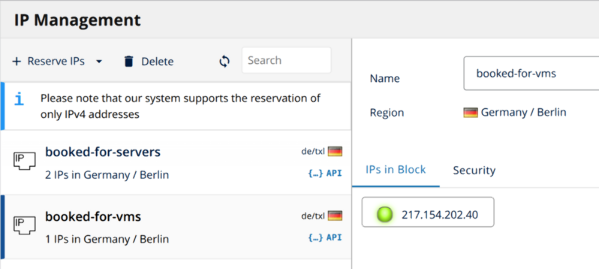 IP Management
+ Reserve IPs
Delete
Search
i Please note that our system supports the reservation of
only IPv4 addresses
IP booked-for-servers de/txl
2 IPs in Germany / Berlin {...} API
IP booked-for-vms de/txl
1 IPs in Germany / Berlin {...} API
Name booked-for-vms
Region Germany / Berlin
IPs in Block Security
217.154.202.40